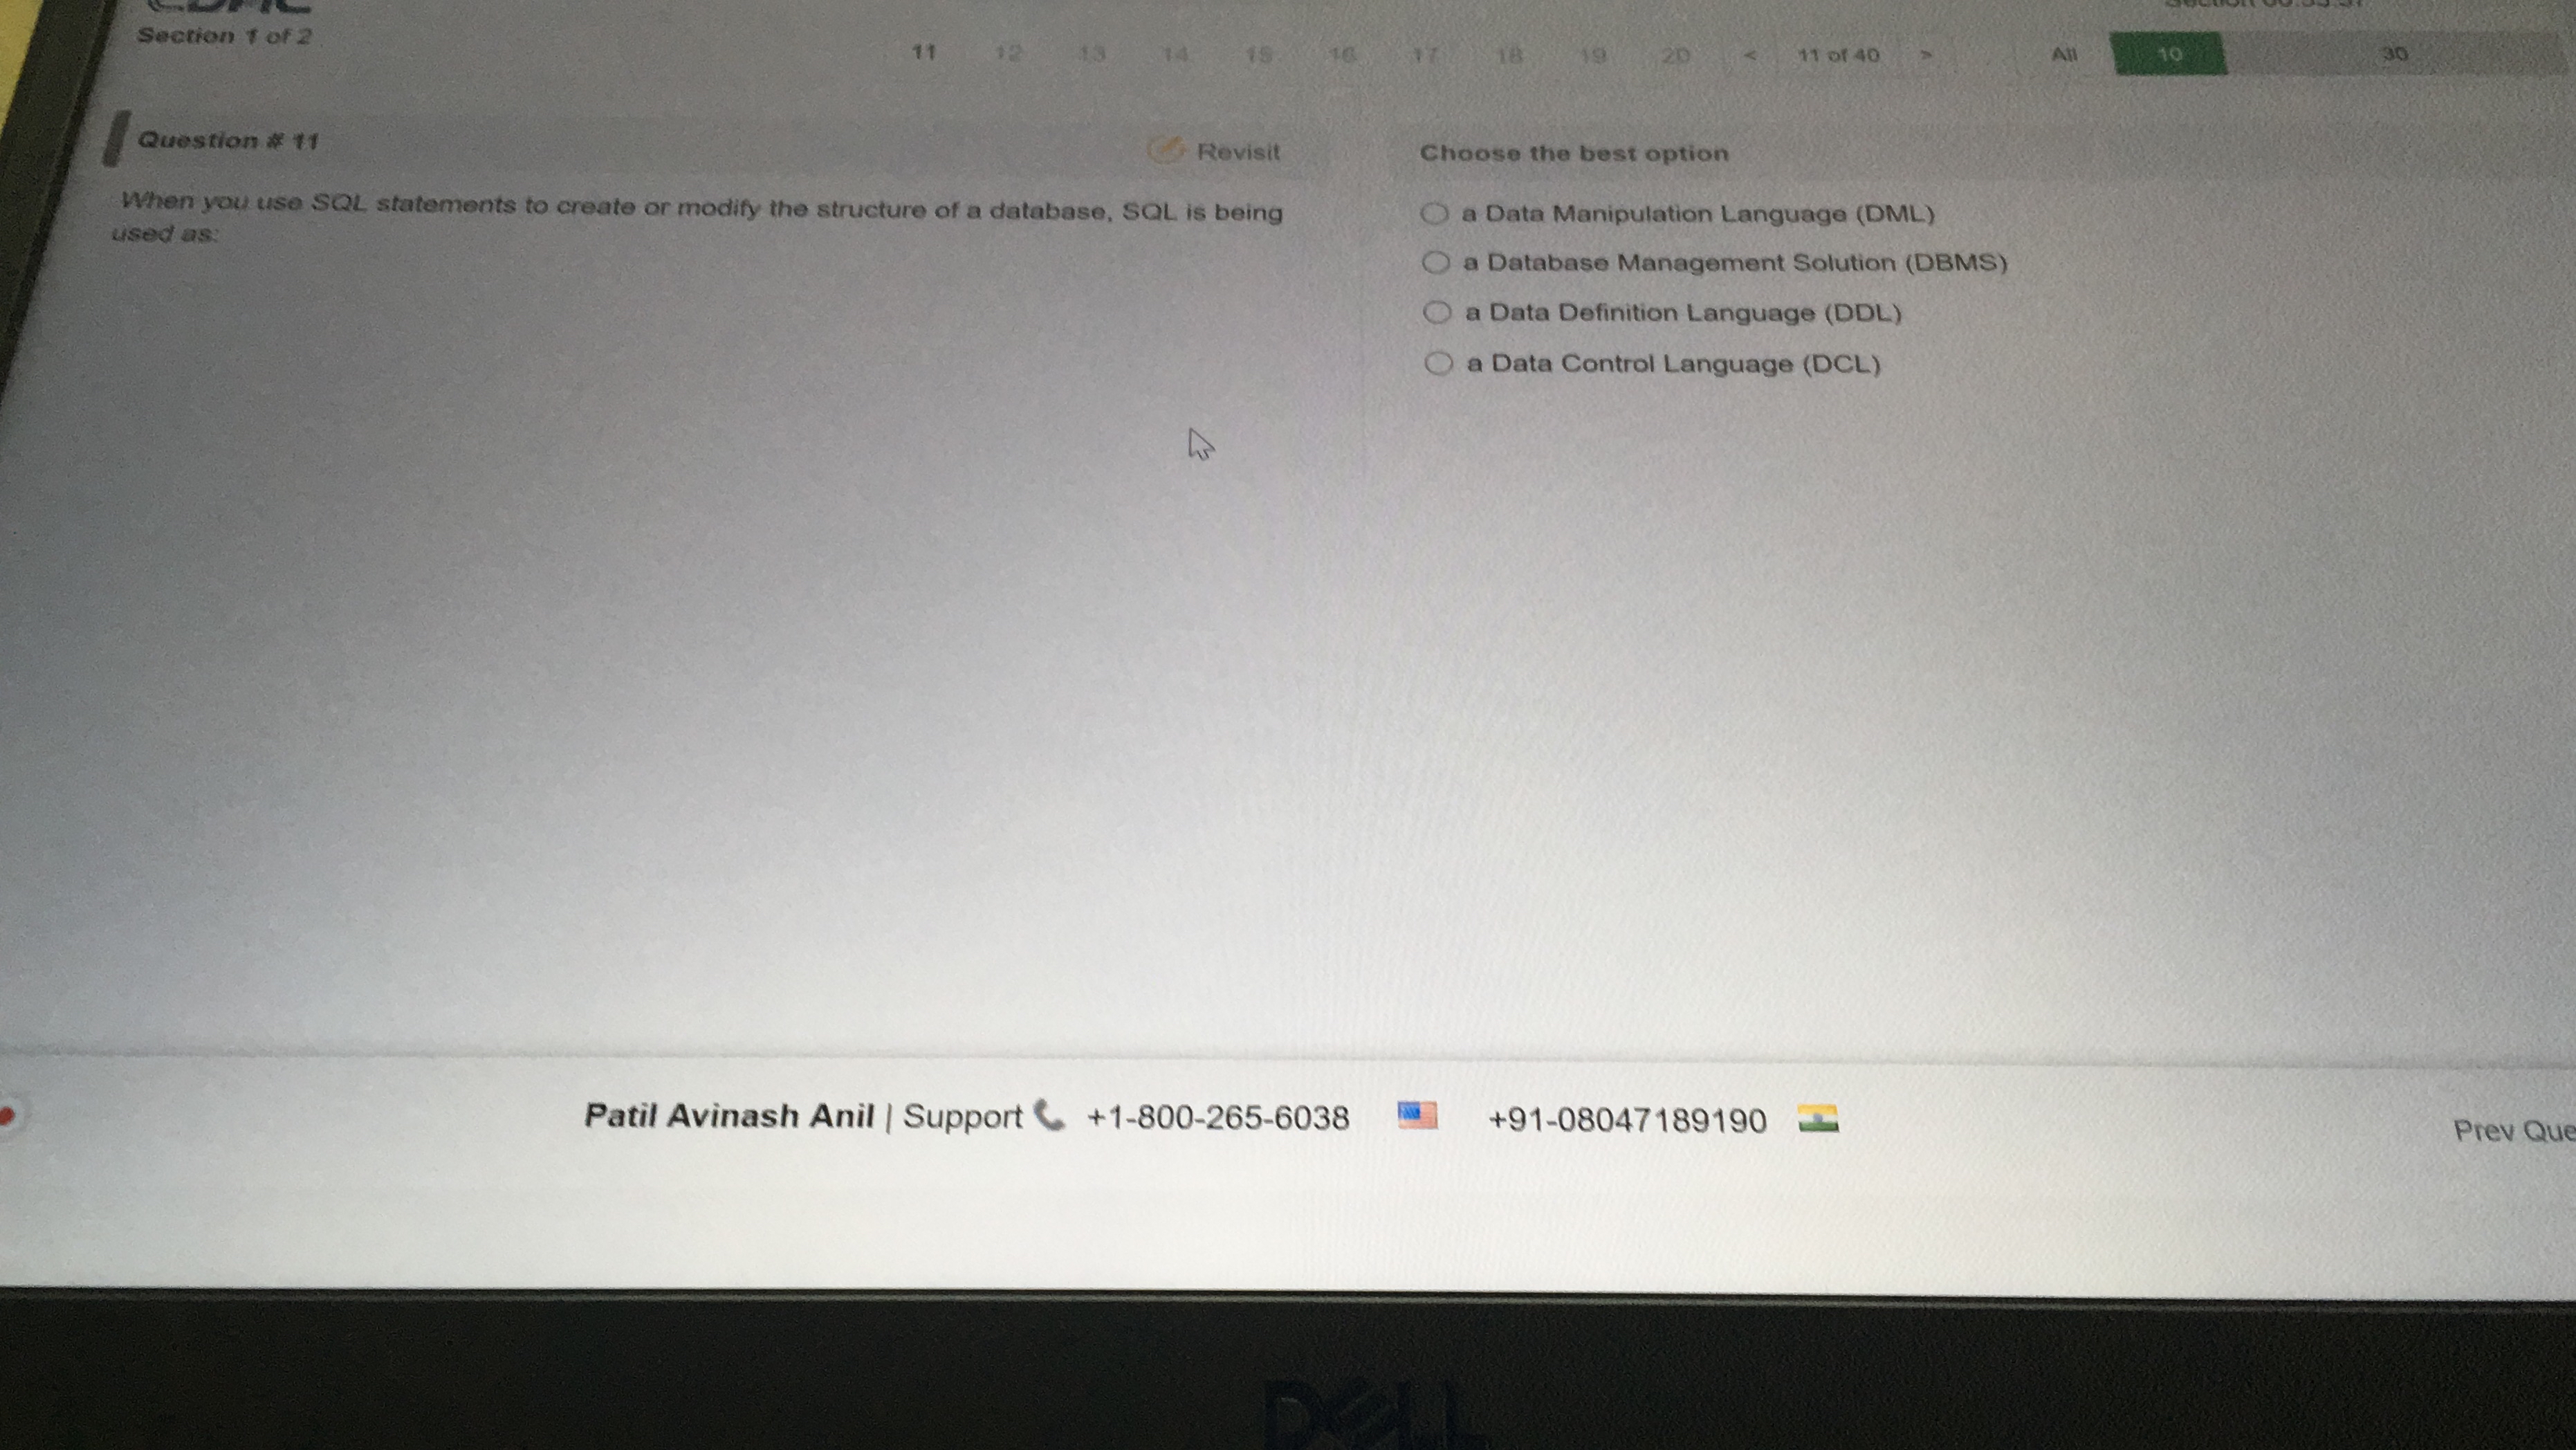 Section 1 of 2
11 12 13 14 15 16 17 18 19 20 < 11 of 40 > All 10 30
Question # 11
Revisit
When you use SQL statements to create or modify the structure of a database, SQL is being
used as:
Choose the best option
a Data Manipulation Language (DML)
a Database Management Solution (DBMS)
a Data Definition Language (DDL)
a Data Control Language (DCL)
Patil Avinash Anil | Support +1-800-265-6038 +91-08047189190
Prev Que
DELL